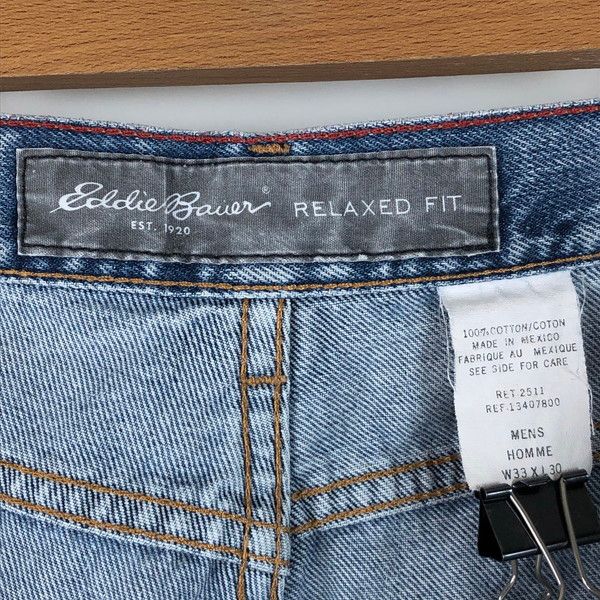 Eddie Bauer® RELAXED FIT
EST. 1920
100% COTTON/COTON
MADE IN MEXICO
FABRIQUE AU MEXIQUE
SEE SIDE FOR CARE
RET.2511
REF.13407800
MENS
HOMME
W33 X L30